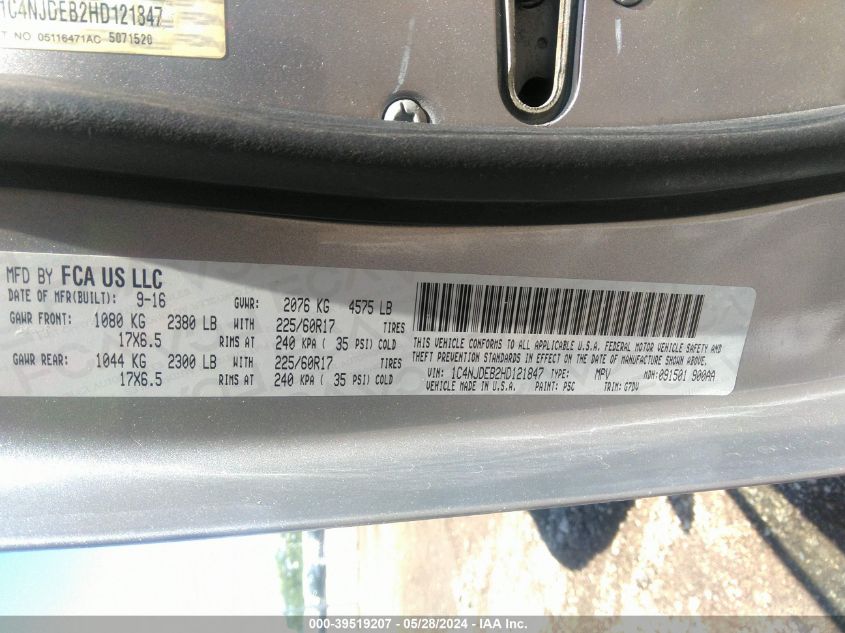 1C4NJDEB2HD121847
T NO 05116471AC 5071520
MFD BY FCA US LLC
DATE OF MFR(BUILT): 9-16 GVWR: 2076 KG 4575 LB
GAWR FRONT: 1080 KG 2380 LB WITH 225/60R17 TIRES
17X6.5 RIMS AT 240 KPA ( 35 PSI) COLD
GAWR REAR: 1044 KG 2300 LB WITH 225/60R17 TIRES
17X6.5 RIMS AT 240 KPA ( 35 PSI) COLD
THIS VEHICLE CONFORMS TO ALL APPLICABLE U.S.A. FEDERAL MOTOR VEHICLE SAFETY AND
THEFT PREVENTION STANDARDS IN EFFECT ON THE DATE OF MANUFACTURE SHOWN ABOVE.
VIN: 1C4NJDEB2HD121847 TYPE: MPV MDH: 091501 900AA
VEHICLE MADE IN U.S.A. PAINT: PSC TRIM: G7DV
000-39519207 - 05/28/2024 - IAA Inc.